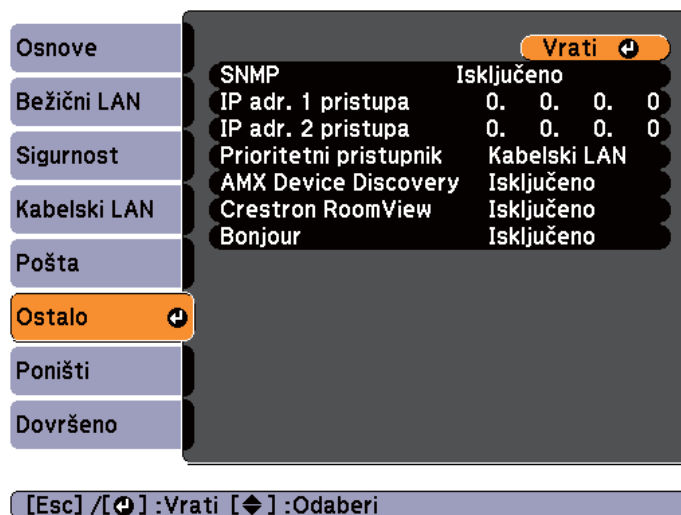 Osnove
Bežični LAN
Sigurnost
Kabelski LAN
Pošta
Ostalo
Poništi
Dovršeno
Vrati
SNMP Isključeno
IP adr. 1 pristupa 0. 0. 0. 0
IP adr. 2 pristupa 0. 0. 0. 0
Prioritetni pristupnik Kabelski LAN
AMX Device Discovery Isključeno
Crestron RoomView Isključeno
Bonjour Isključeno
[Esc] /[⏎] :Vrati [◆] :Odaberi